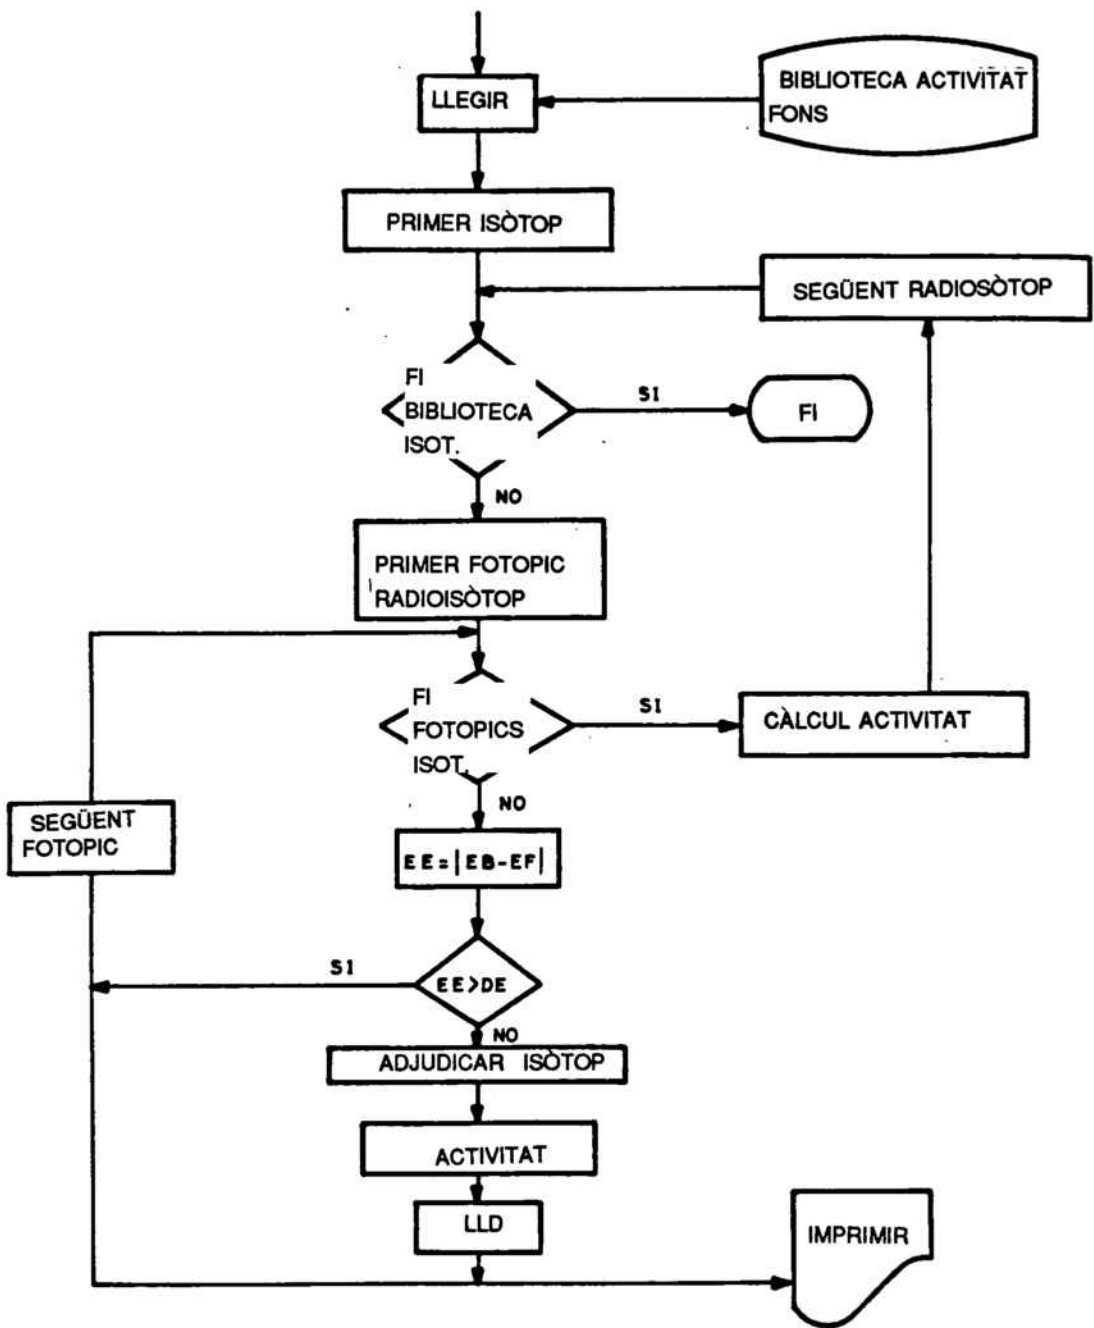 LLEGIR
BIBLIOTECA ACTIVITAT
FONS
PRIMER ISÒTOP
SEGÜENT RADIOSÒTOP
FI
BIBLIOTECA
ISOT.
SI
FI
NO
PRIMER FOTOPIC
RADIOISÒTOP
FI
FOTOPICS
ISOT.
SI
CÀLCUL ACTIVITAT
NO
SEGÜENT
FOTOPIC
EE=|EB-EF|
SI
EE>DE
NO
ADJUDICAR ISÒTOP
ACTIVITAT
LLD
IMPRIMIR